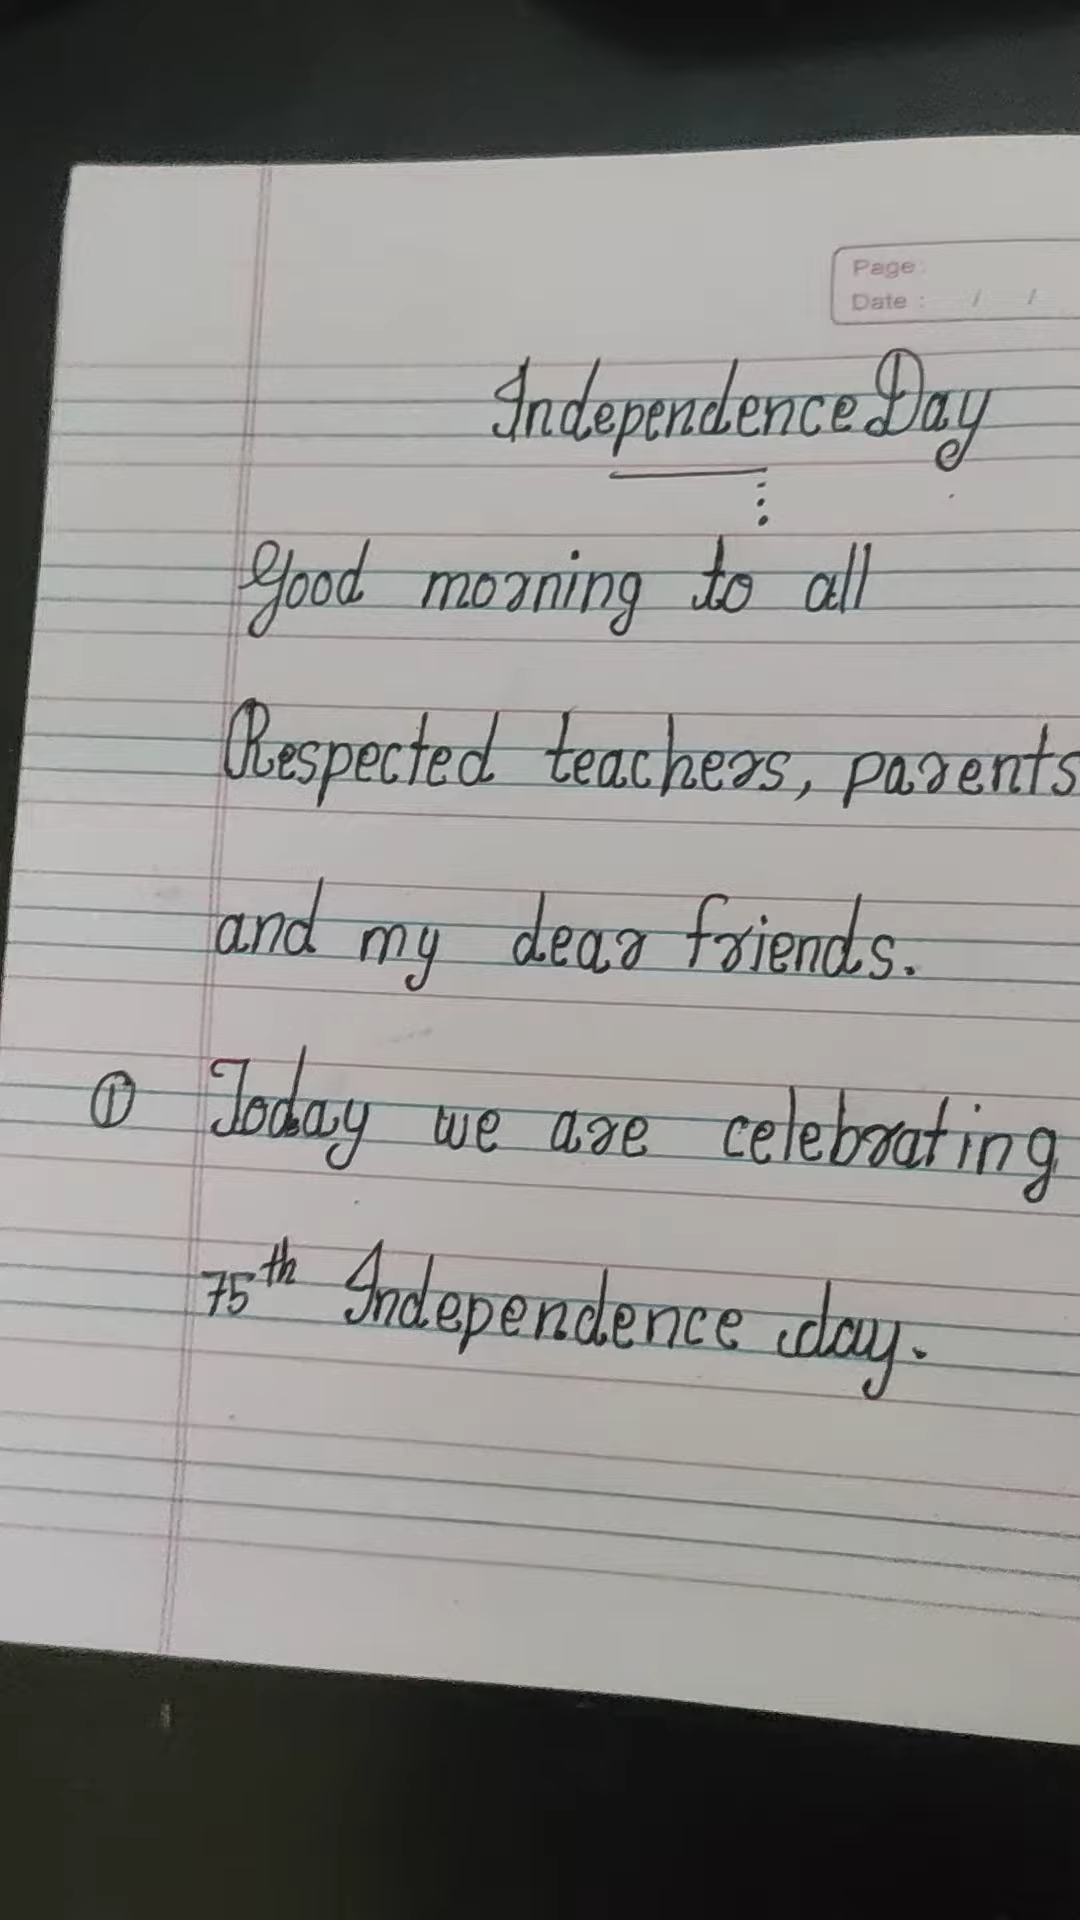 Page:
Date : / /
Independence Day
Good morning to all
Respected teachers, parents
and my dear friends.
① Today we are celebrating
75th Independence day.